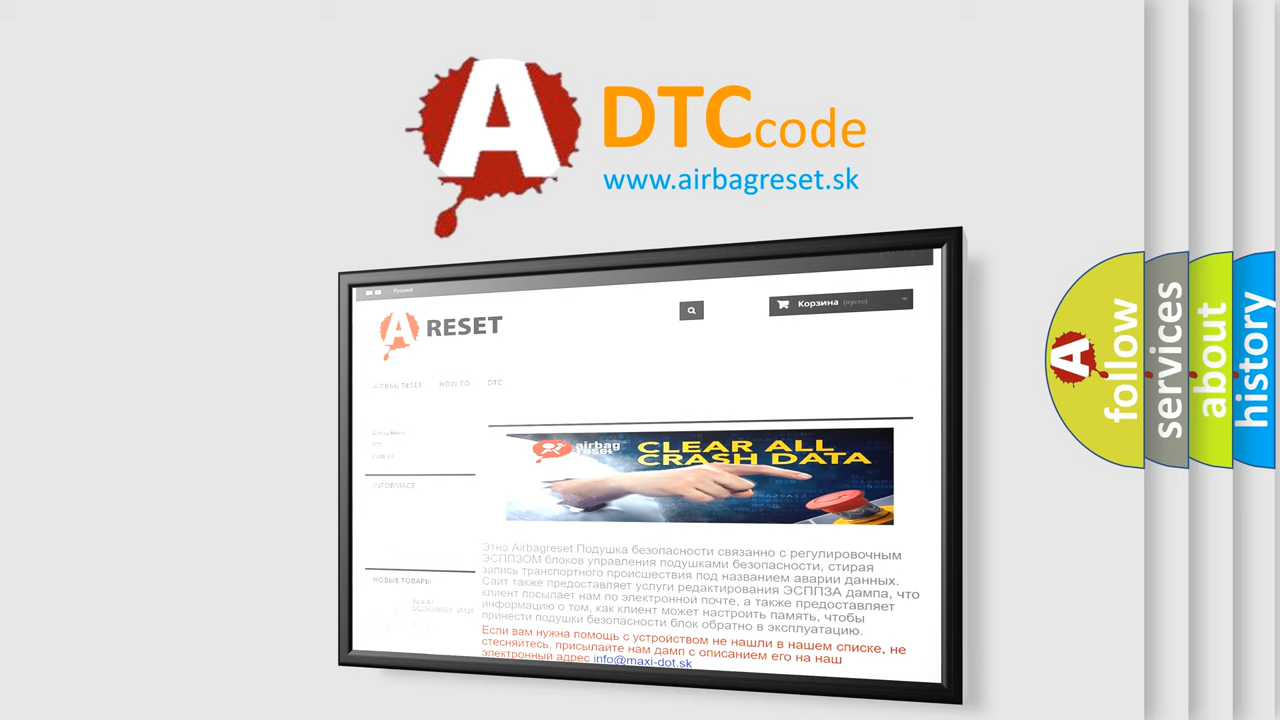 A DTCcode
www.airbagreset.sk
Русский
A RESET
Корзина (пусто)
AIRBAG RESET HOW TO DTC
INFORMACE
airbag
reset
CLEAR ALL
CRASH DATA
Этно Airbagreset Подушка безопасности связанно с регулировочным
ЭСППЗОМ блоков управления подушками безопасности, стирая
запись транспортного происшествия под названием аварии данных.
Сайт также предоставляет услуги редактирования ЭСППЗА дампа, что
клиент посылает нам по электронной почте, а также предоставляет
информацию о том, как клиент может настроить память, чтобы
принести подушки безопасности блок обратно в эксплуатацию.
Если вам нужна помощь с устройством не нашли в нашем списке, не
стесняйтесь, присылайте нам дамп с описанием его на наш
электронный адрес info@maxi-dot.sk
НОВЫЕ ТОВАРЫ
A
follow
services
about
history